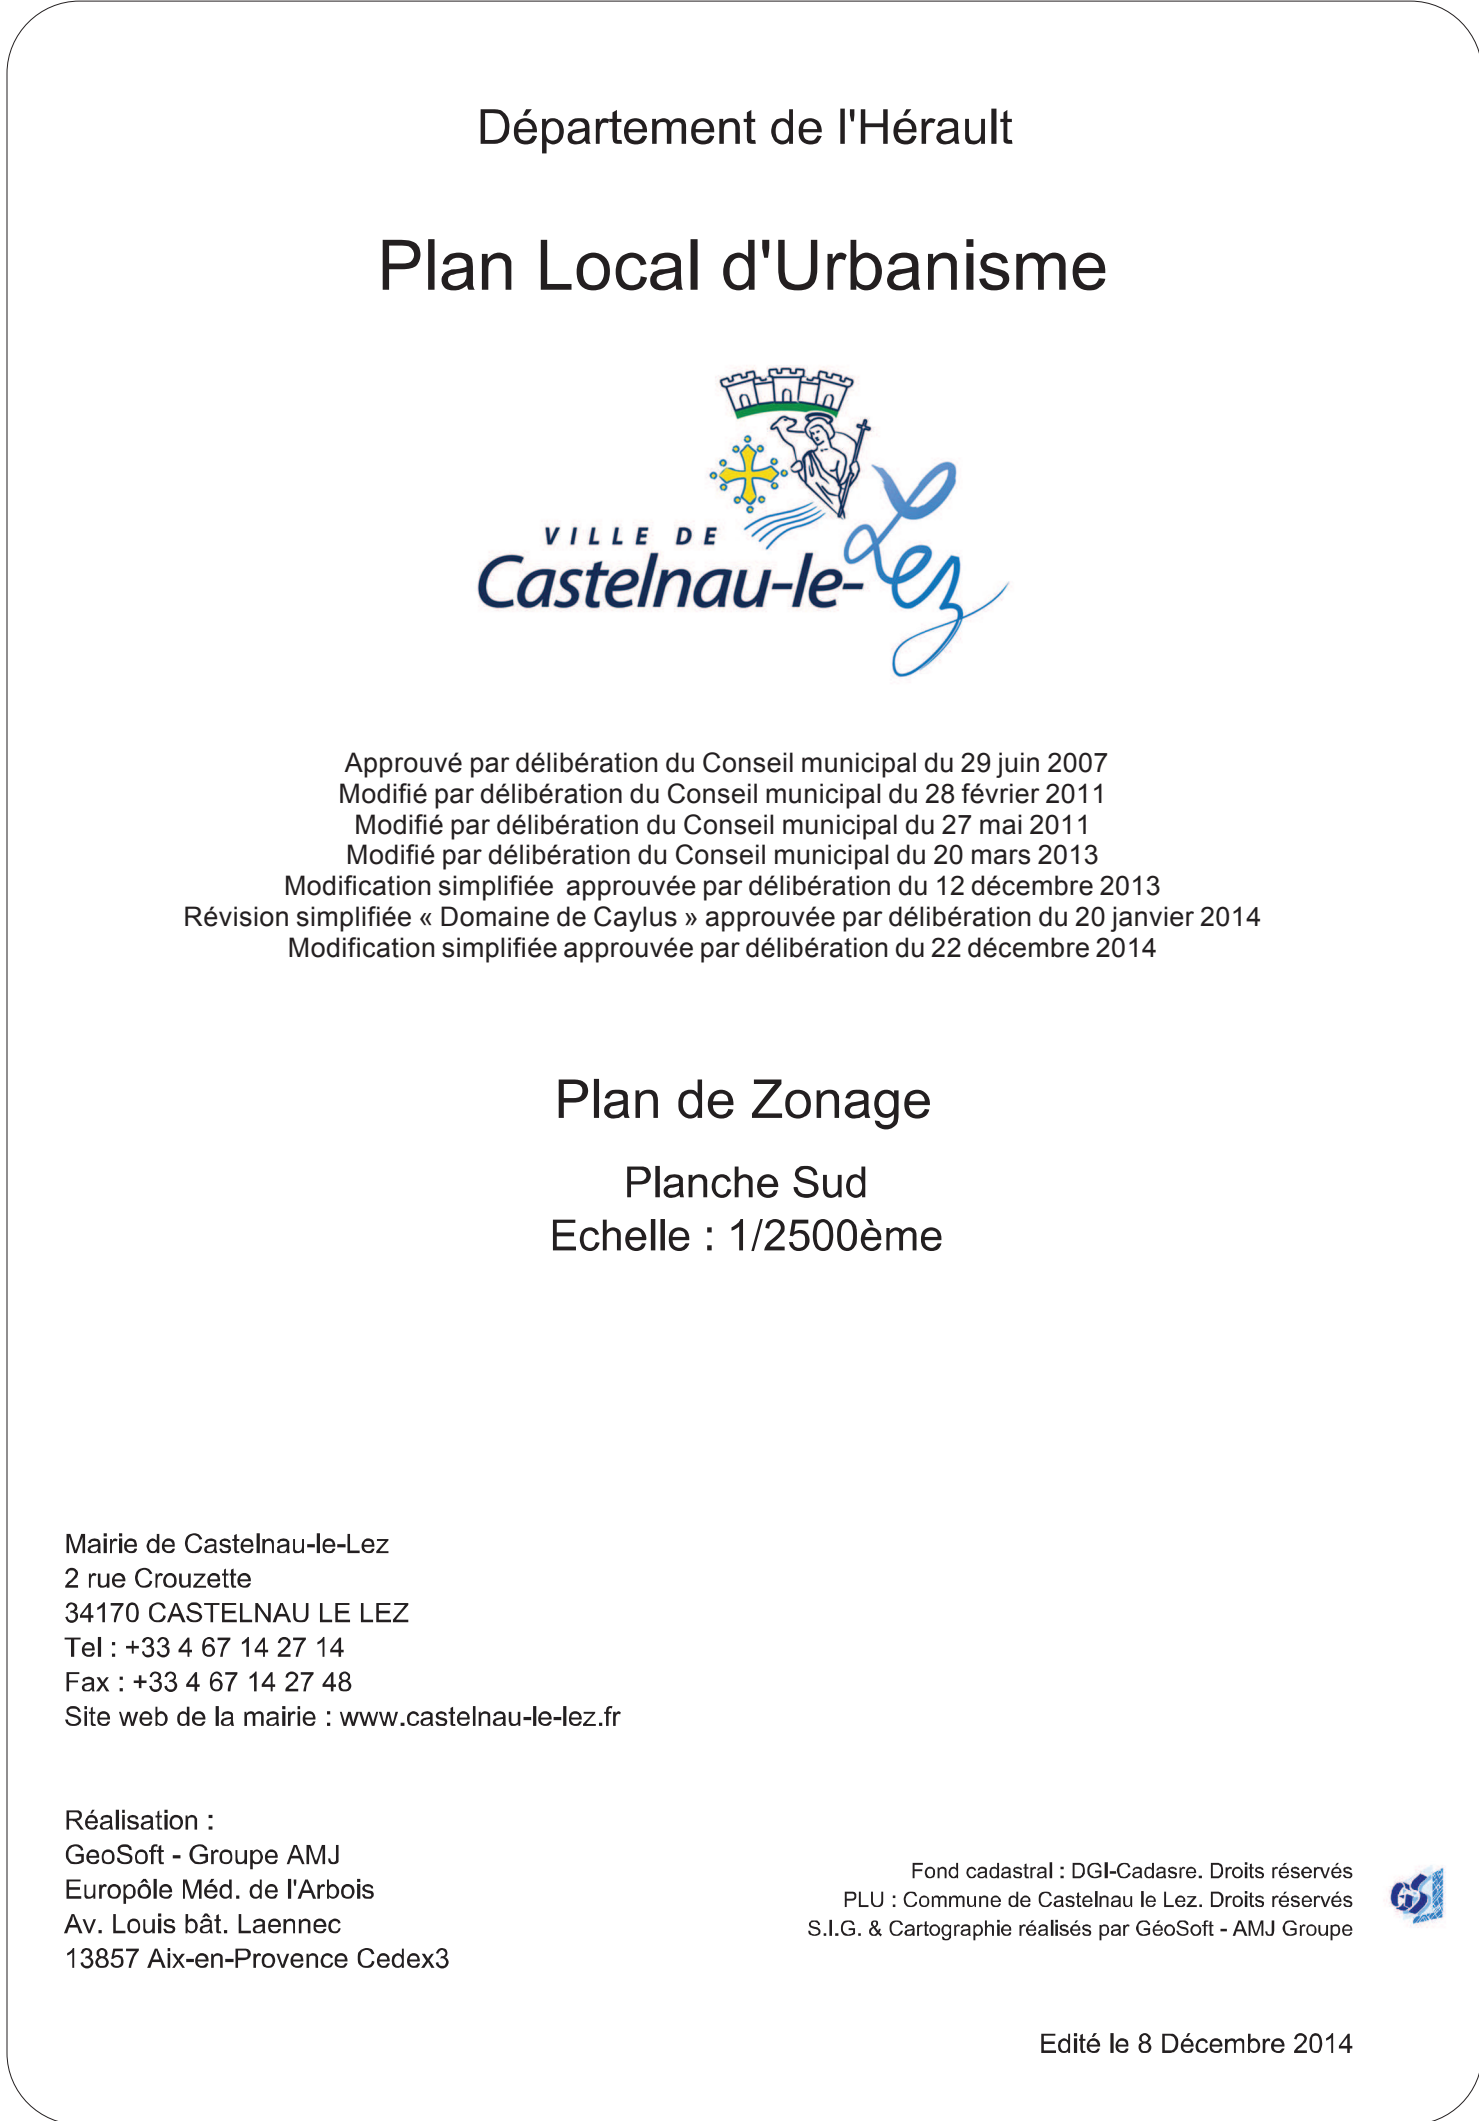 Département de l'Hérault
Plan Local d'Urbanisme
VILLE DE
Castelnau-le-Lez
Approuvé par délibération du Conseil municipal du 29 juin 2007
Modifié par délibération du Conseil municipal du 28 février 2011
Modifié par délibération du Conseil municipal du 27 mai 2011
Modifié par délibération du Conseil municipal du 20 mars 2013
Modification simplifiée approuvée par délibération du 12 décembre 2013
Révision simplifiée « Domaine de Caylus » approuvée par délibération du 20 janvier 2014
Modification simplifiée approuvée par délibération du 22 décembre 2014
Plan de Zonage
Planche Sud
Echelle : 1/2500ème
Mairie de Castelnau-le-Lez
2 rue Crouzette
34170 CASTELNAU LE LEZ
Tel : +33 4 67 14 27 14
Fax : +33 4 67 14 27 48
Site web de la mairie : www.castelnau-le-lez.fr
Réalisation :
GeoSoft - Groupe AMJ
Europôle Méd. de l'Arbois
Av. Louis bât. Laennec
13857 Aix-en-Provence Cedex3
Fond cadastral : DGI-Cadasre. Droits réservés
PLU : Commune de Castelnau le Lez. Droits réservés
S.I.G. & Cartographie réalisés par GéoSoft - AMJ Groupe
Edité le 8 Décembre 2014